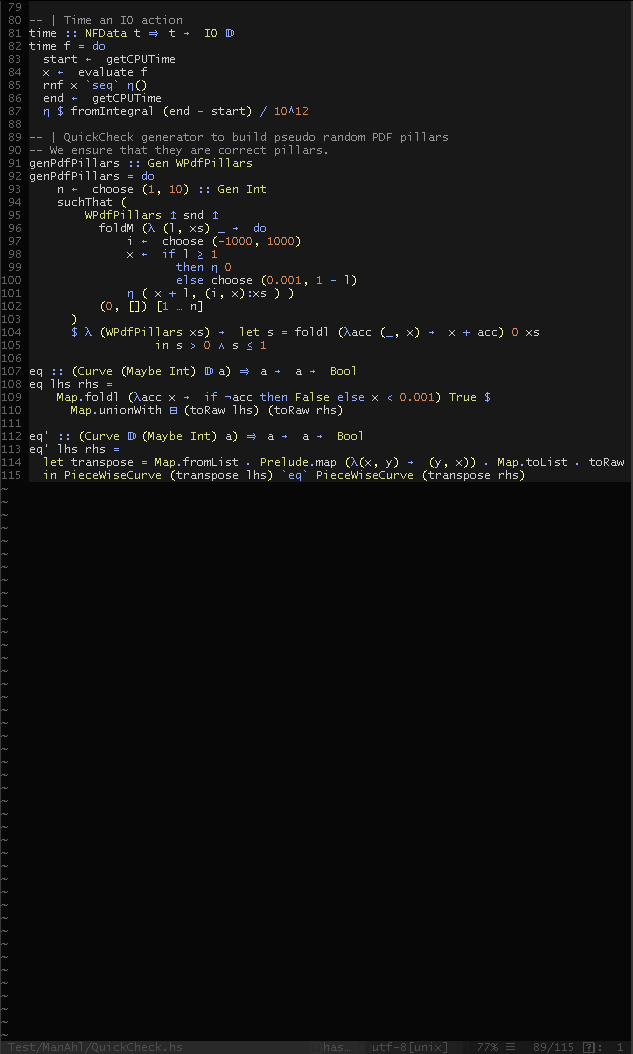 79
80 -- | Time an IO action
81 time :: NFData t ⇒ t → IO 𝔻
82 time f = do
83   start ← getCPUTime
84   x ← evaluate f
85   rnf x `seq` η()
86   end ← getCPUTime
87   η $ fromIntegral (end - start) / 10^12
88
89 -- | QuickCheck generator to build pseudo random PDF pillars
90 -- We ensure that they are correct pillars.
91 genPdfPillars :: Gen WPdfPillars
92 genPdfPillars = do
93     n ← choose (1, 10) :: Gen Int
94     suchThat (
95         WPdfPillars ↥ snd ↥
96           foldM (λ (l, xs) _ → do
97               i ← choose (-1000, 1000)
98               x ← if l ≥ 1
99                      then η 0
100                      else choose (0.001, 1 - l)
101               η ( x + l, (i, x):xs ) )
102           (0, []) [1 … n]
103       )
104       $ λ (WPdfPillars xs) → let s = foldl (λacc (_, x) → x + acc) 0 xs
105                   in s > 0 ∧ s ≤ 1
106
107 eq :: (Curve (Maybe Int) 𝔻 a) ⇒ a → a → Bool
108 eq lhs rhs =
109     Map.foldl (λacc x → if ¬acc then False else x < 0.001) True $
110       Map.unionWith ⊟ (toRaw lhs) (toRaw rhs)
111
112 eq' :: (Curve 𝔻 (Maybe Int) a) ⇒ a → a → Bool
113 eq' lhs rhs =
114   let transpose = Map.fromList . Prelude.map (λ(x, y) → (y, x)) . Map.toList . toRaw
115   in PieceWiseCurve (transpose lhs) `eq` PieceWiseCurve (transpose rhs)
Test/ManAhl/QuickCheck.hs has… utf-8[unix] 77% ☰ 89/115 : 1